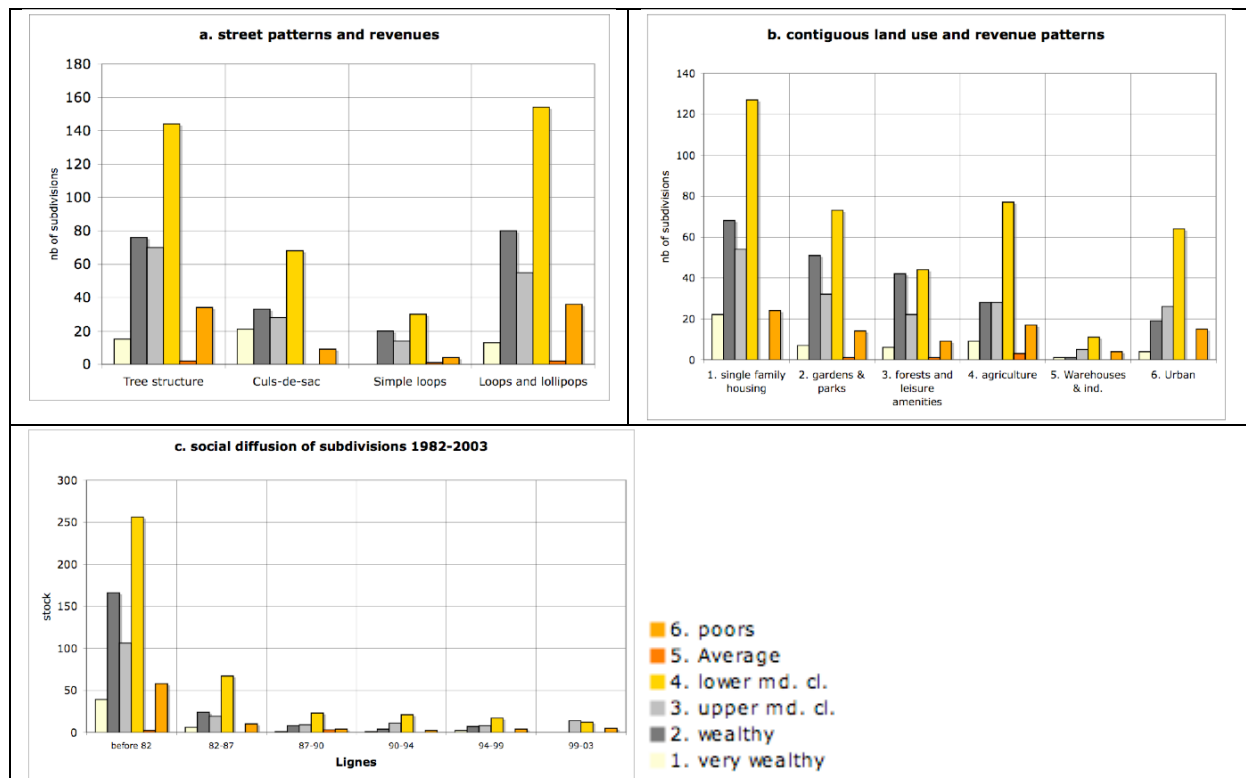 a. street patterns and revenues
180
160
140
120
100
80
60
40
20
0
nb of subdivisions
Tree structure
Culs-de-sac
Simple loops
Loops and lollipops
b. contiguous land use and revenue patterns
140
120
100
80
60
40
20
0
nb of subdivisions
1. single family
housing
2. gardens &
parks
3. forests and
leisure
amenities
4. agriculture
5. Warehouses
& ind.
6. Urban
c. social diffusion of subdivisions 1982-2003
300
250
200
150
100
50
0
stock
before 82
82-87
87-90
90-94
94-99
99-03
Lignes
6. poors
5. Average
4. lower md. cl.
3. upper md. cl.
2. wealthy
1. very wealthy